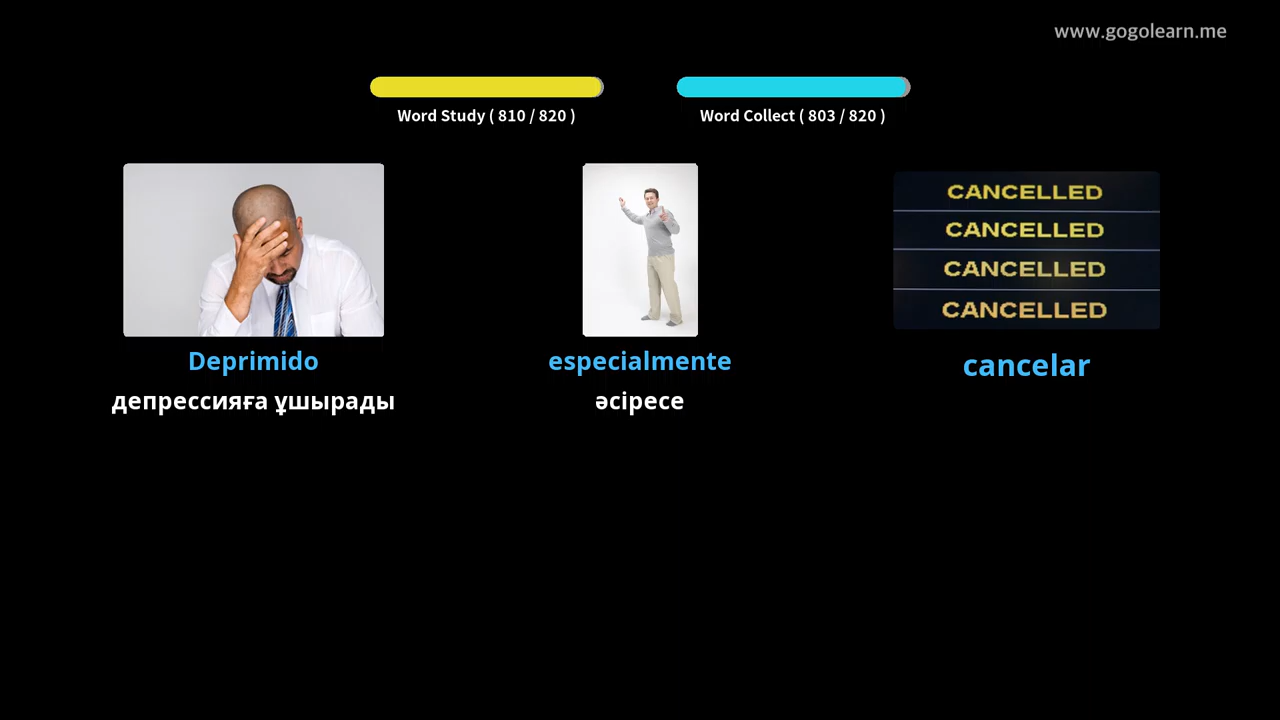 www.gogolearn.me
Word Study ( 810 / 820 )
Word Collect ( 803 / 820 )
CANCELLED
CANCELLED
CANCELLED
CANCELLED
Deprimido
especialmente
cancelar
депрессияға ұшырады
әсіресе